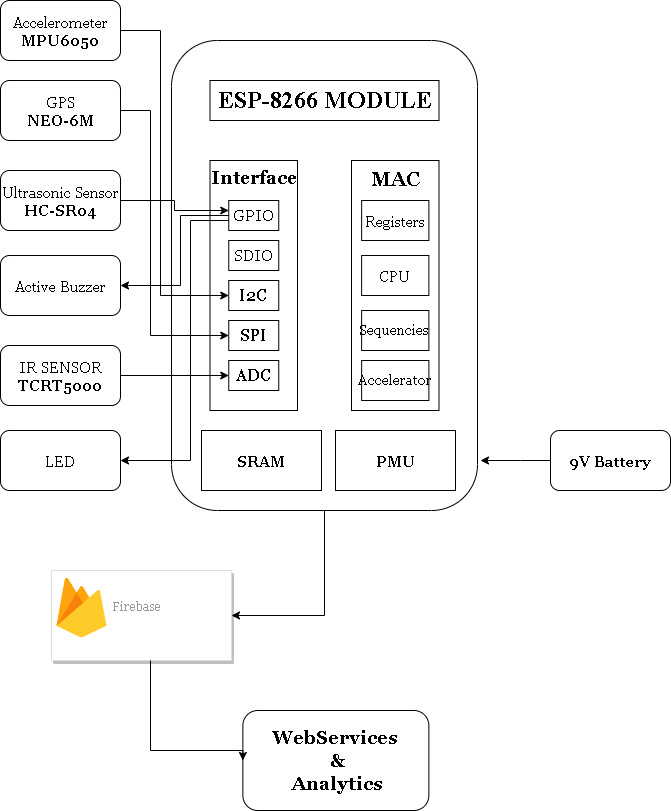 Accelerometer
MPU6050
GPS
NEO-6M
Ultrasonic Sensor
HC-SR04
Active Buzzer
IR SENSOR
TCRT5000
LED
ESP-8266 MODULE
Interface
GPIO
SDIO
I2C
SPI
ADC
MAC
Registers
CPU
Sequencies
Accelerator
SRAM
PMU
9V Battery
Firebase
WebServices
&
Analytics